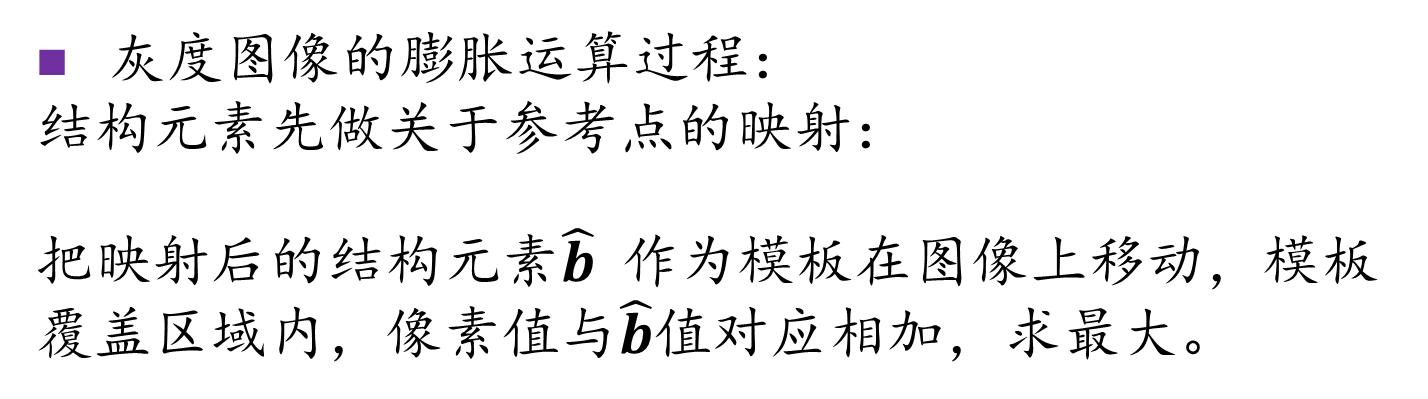 ■ 灰度图像的膨胀运算过程：
结构元素先做关于参考点的映射：
把映射后的结构元素b̂ 作为模板在图像上移动，模板
覆盖区域内，像素值与b̂值对应相加，求最大。